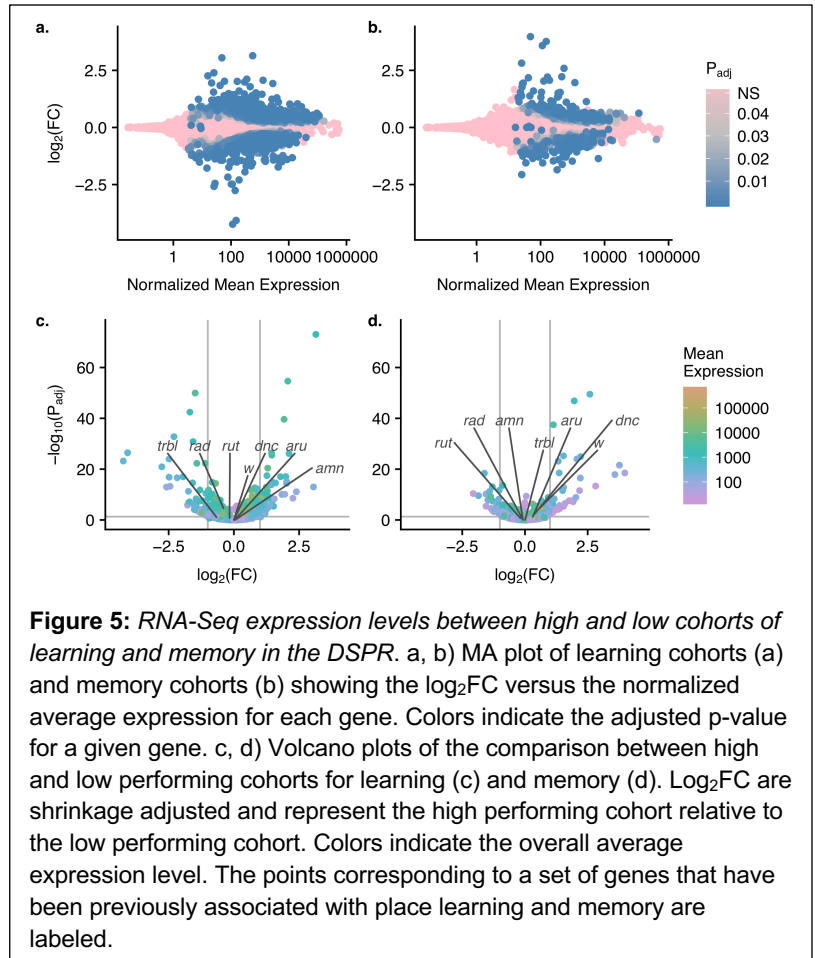 a.
b.
log₂(FC)
2.5
0.0
−2.5
1 100 10000 1000000
Normalized Mean Expression
2.5
0.0
−2.5
1 100 10000 1000000
Normalized Mean Expression
Padj
NS
0.04
0.03
0.02
0.01
c.
d.
−log₁₀(Padj)
60
40
20
0
trbl rad rut dnc aru
w
amn
−2.5 0.0 2.5
log₂(FC)
60
40
20
0
rad amn aru dnc
rut trbl w
−2.5 0.0 2.5
log₂(FC)
Mean
Expression
100000
10000
1000
100
Figure 5: RNA-Seq expression levels between high and low cohorts of
learning and memory in the DSPR. a, b) MA plot of learning cohorts (a)
and memory cohorts (b) showing the log₂FC versus the normalized
average expression for each gene. Colors indicate the adjusted p-value
for a given gene. c, d) Volcano plots of the comparison between high
and low performing cohorts for learning (c) and memory (d). Log₂FC are
shrinkage adjusted and represent the high performing cohort relative to
the low performing cohort. Colors indicate the overall average
expression level. The points corresponding to a set of genes that have
been previously associated with place learning and memory are
labeled.